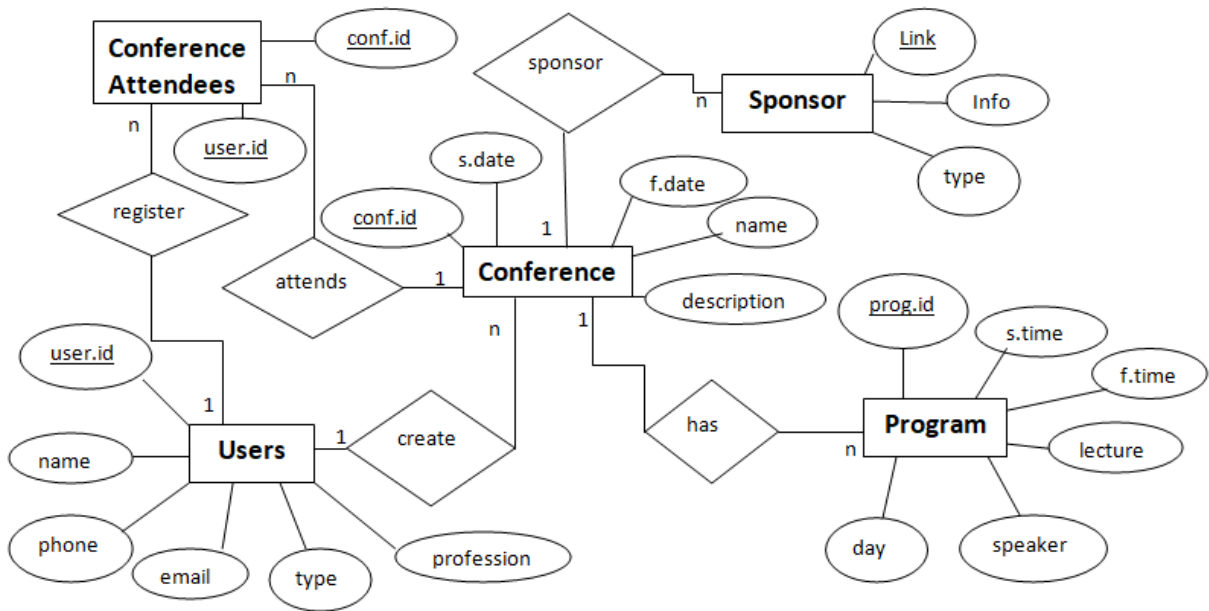 Conference
Attendees
conf.id
sponsor
Link
n
n
Sponsor
Info
n
user.id
s.date
f.date
type
register
conf.id
name
1
attends
1
Conference
description
prog.id
n
1
s.time
user.id
f.time
1
create
has
Program
1
Users
n
lecture
name
phone
email
type
profession
day
speaker